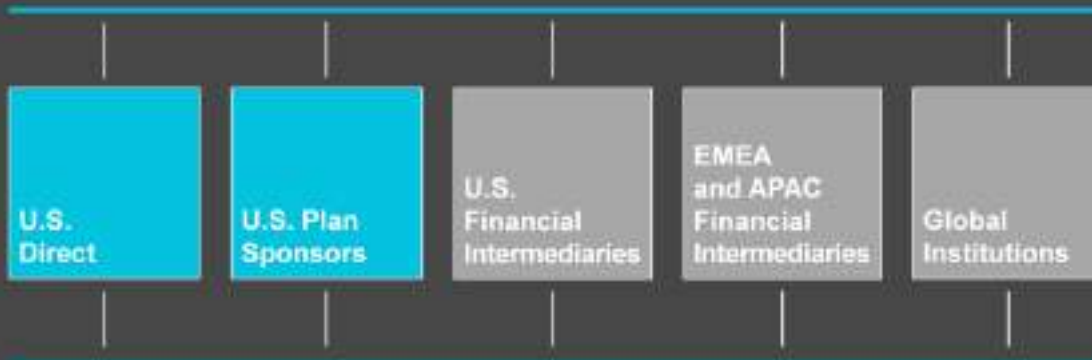 U.S.
Direct
U.S. Plan
Sponsors
U.S.
Financial
Intermediaries
EMEA
and APAC
Financial
Intermediaries
Global
Institutions